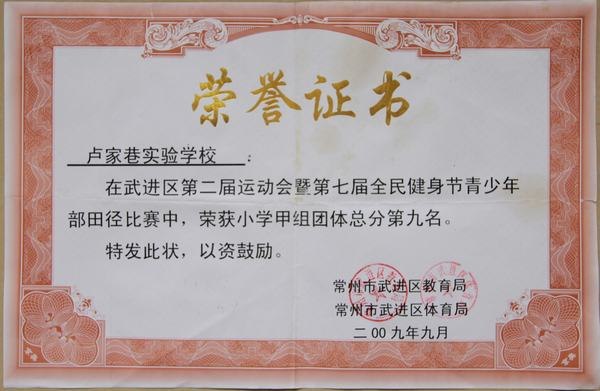 荣誉证书
卢家巷实验学校 :
在武进区第二届运动会暨第七届全民健身节青少年
部田径比赛中，荣获小学甲组团体总分第九名。
特发此状，以资鼓励。
常州市武进区教育局
常州市武进区体育局
二00九年九月